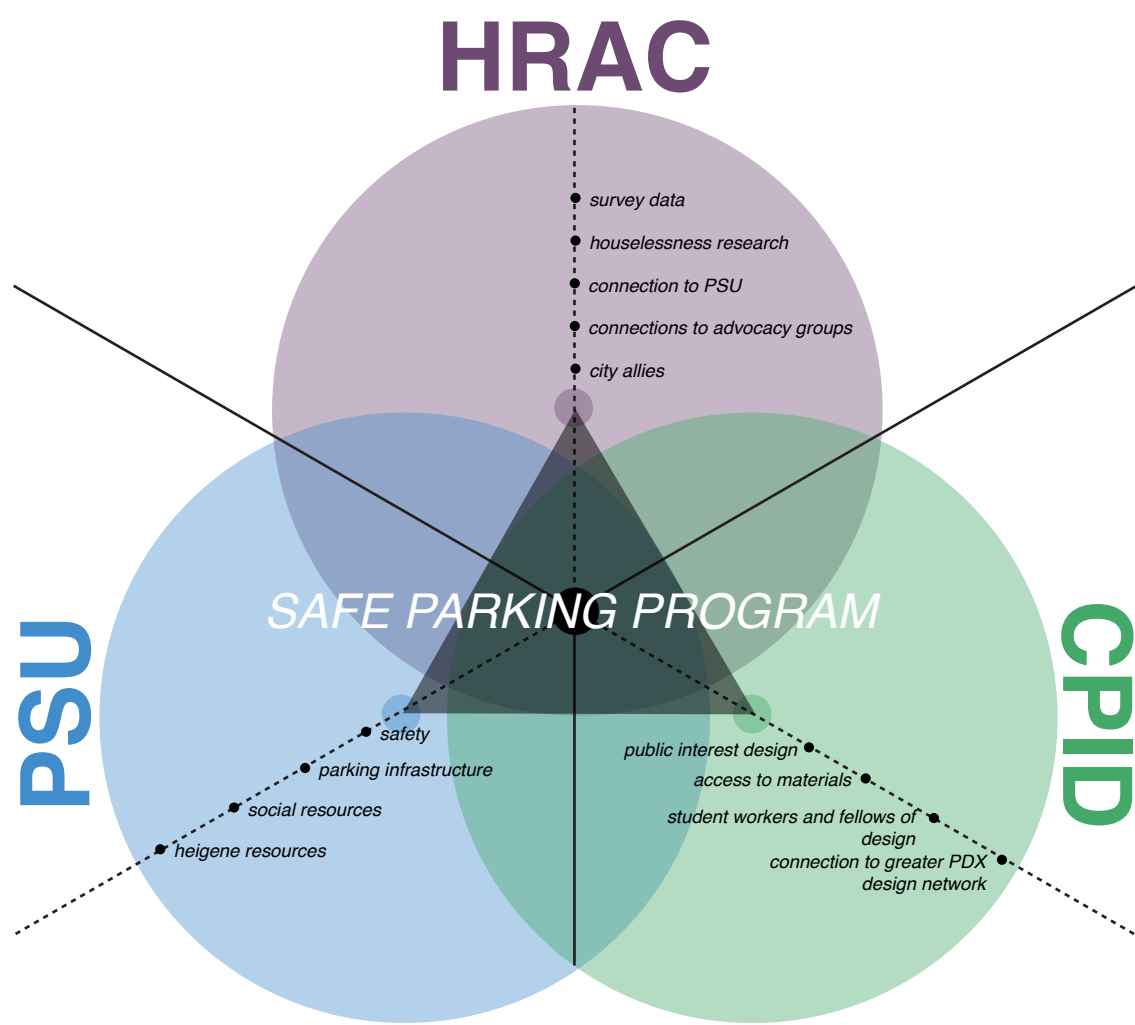 HRAC
survey data
houselessness research
connection to PSU
connections to advocacy groups
city allies
SAFE PARKING PROGRAM
PSU
safety
parking infrastructure
social resources
heigene resources
CPID
public interest design
access to materials
student workers and fellows of
design
connection to greater PDX
design network